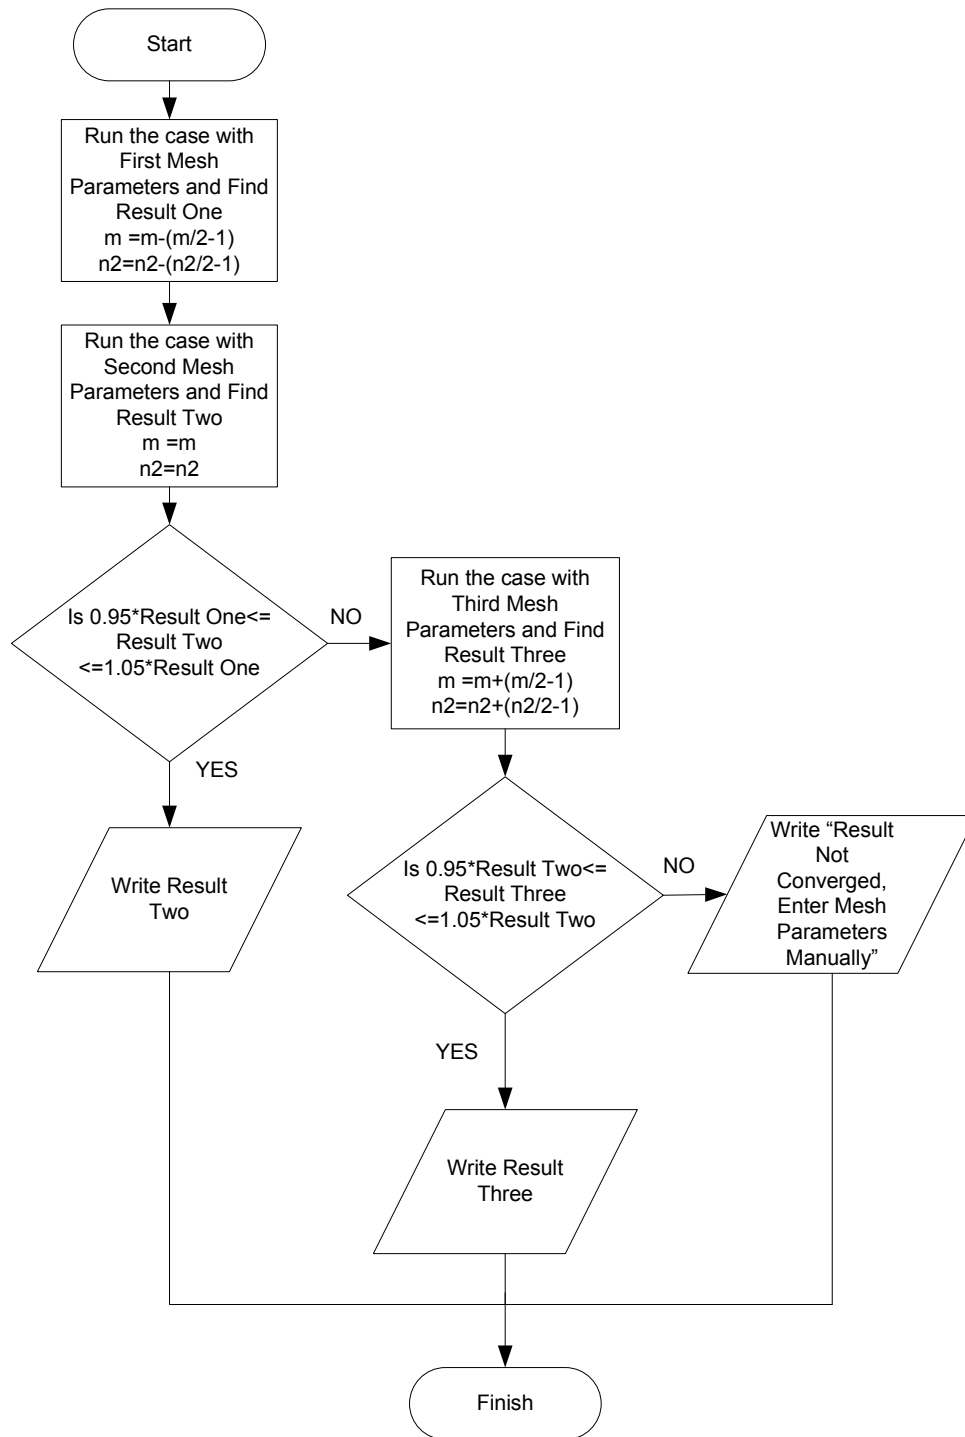 Start
Run the case with
First Mesh
Parameters and Find
Result One
m =m-(m/2-1)
n2=n2-(n2/2-1)
Run the case with
Second Mesh
Parameters and Find
Result Two
m =m
n2=n2
Is 0.95*Result One<=
Result Two
<=1.05*Result One
NO
YES
Run the case with
Third Mesh
Parameters and Find
Result Three
m =m+(m/2-1)
n2=n2+(n2/2-1)
Write Result
Two
Is 0.95*Result Two<=
Result Three
<=1.05*Result Two
NO
YES
Write “Result
Not
Converged,
Enter Mesh
Parameters
Manually”
Write Result
Three
Finish